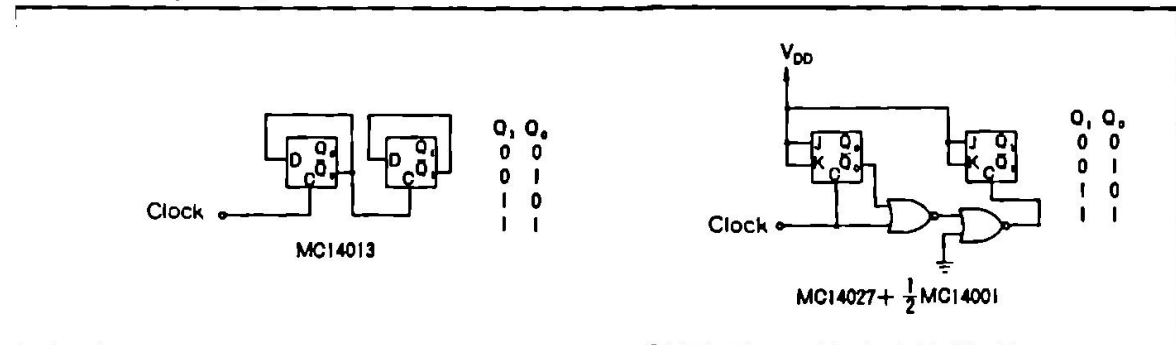 V_DD
Q₁ Q₀
0 0
0 1
1 0
1 1
D Q₀ Q̄₀ C
D Q₁ Q̄₁ C
Clock
MC14013
J K Q₀ Q̄₀ C
J K Q₁ Q̄₁ C
Q₁ Q₀
0 0
0 1
1 0
1 1
Clock
MC14027+ 1/2 MC14001